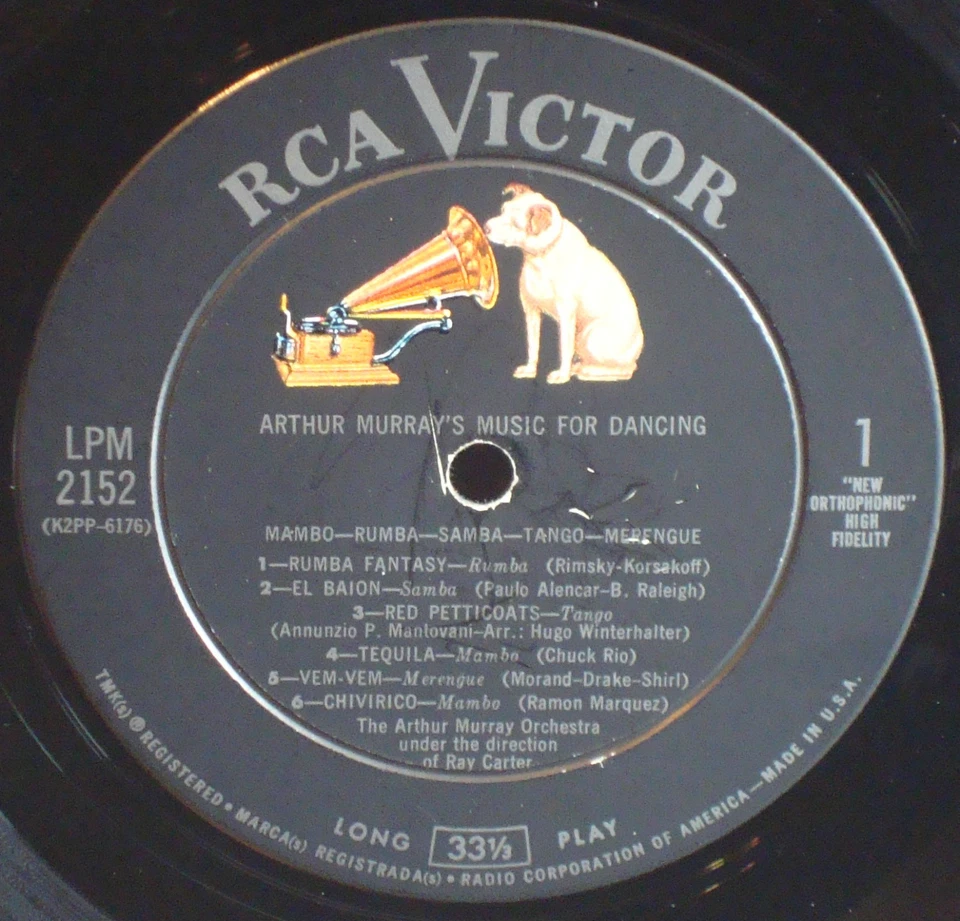 RCA VICTOR
ARTHUR MURRAY'S MUSIC FOR DANCING
LPM
2152
(K2PP-6176)
1
"NEW
ORTHOPHONIC"
HIGH
FIDELITY
MAMBO—RUMBA—SAMBA—TANGO—MERENGUE
1—RUMBA FANTASY—Rumba (Rimsky-Korsakoff)
2—EL BAION—Samba (Paulo Alencar-B. Raleigh)
3—RED PETTICOATS—Tango
(Annunzio P. Mantovani-Arr.: Hugo Winterhalter)
4—TEQUILA—Mambo (Chuck Rio)
5—VEM-VEM—Merengue (Morand-Drake-Shirl)
6—CHIVIRICO—Mambo (Ramon Marquez)
The Arthur Murray Orchestra
under the direction
of Ray Carter
LONG 33⅓ PLAY
TMK(s) ® REGISTERED • MARCA(s) REGISTRADA(s) • RADIO CORPORATION OF AMERICA—MADE IN U.S.A.